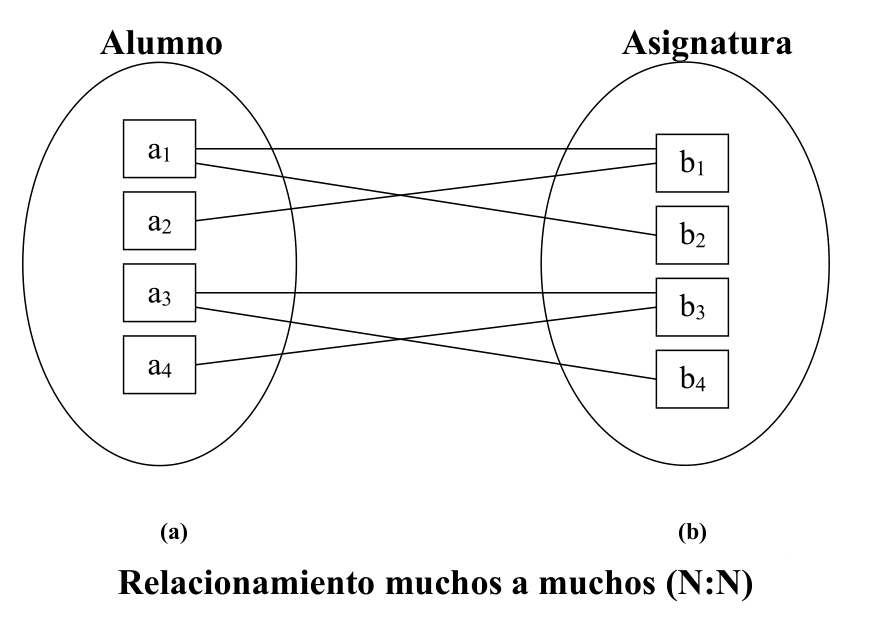 Alumno Asignatura
a1 b1
a2 b2
a3 b3
a4 b4
(a) (b)
Relacionamiento muchos a muchos (N:N)